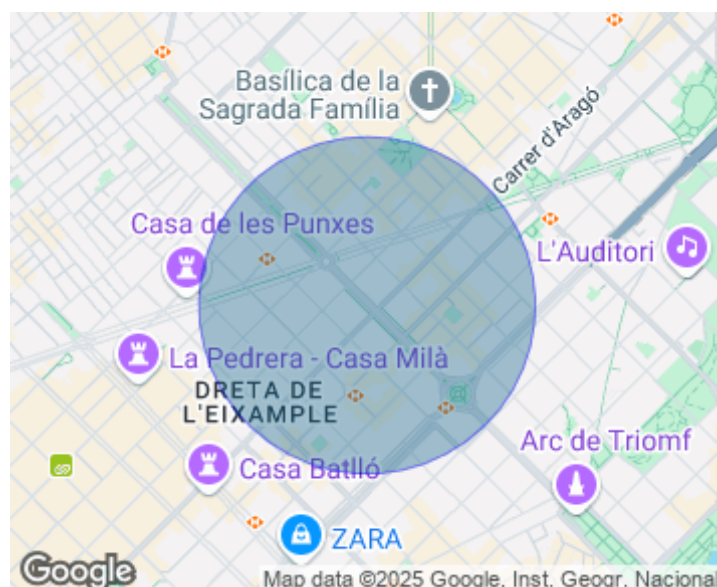 Basílica de la
Sagrada Família
Carrer d'Aragó
Casa de les Punxes
L'Auditori
La Pedrera - Casa Milà
DRETA DE
L'EIXAMPLE
Arc de Triomf
Casa Batlló
ZARA
Google
Map data ©2025 Google, Inst. Geogr. Nacional